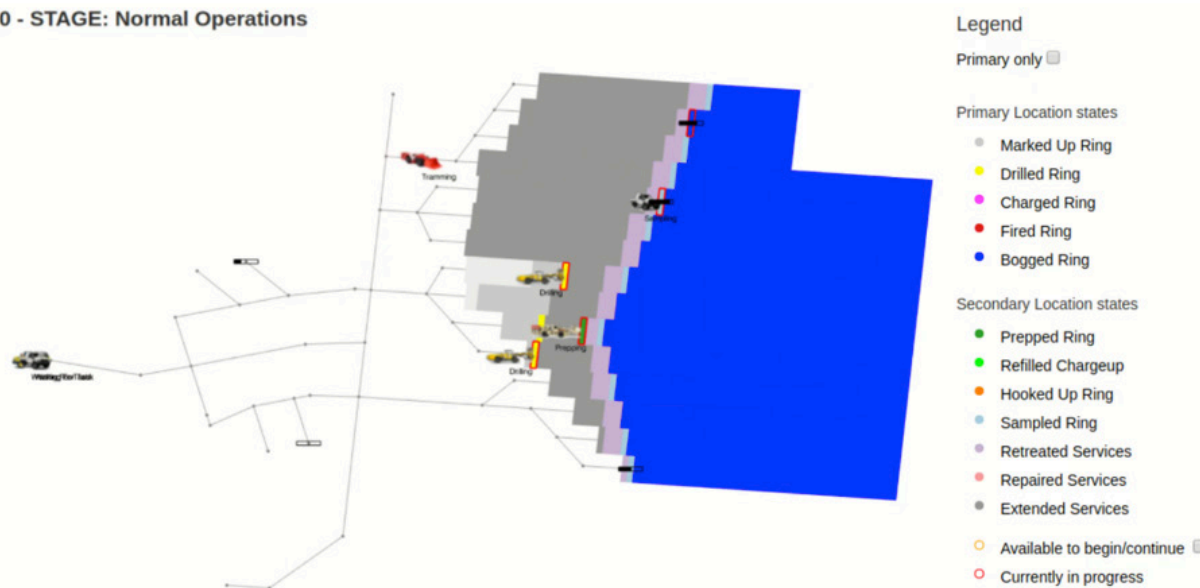 0 - STAGE: Normal Operations
Legend
Primary only
Primary Location states
Marked Up Ring
Drilled Ring
Charged Ring
Fired Ring
Bogged Ring
Secondary Location states
Prepped Ring
Refilled Chargeup
Hooked Up Ring
Sampled Ring
Retreated Services
Repaired Services
Extended Services
Available to begin/continue
Currently in progress
Tramming
Drilling
Prepping
Drilling